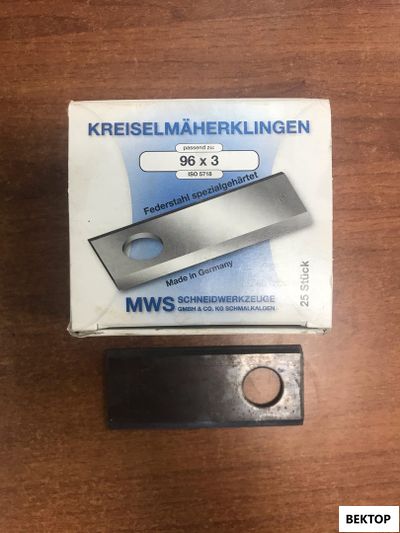 KREISELMÄHERKLINGEN
passend zu:
96 x 3
ISO 5718
Federstahl spezialgehärtet
Made in Germany
MWS SCHNEIDWERKZEUGE
GMBH & CO. KG SCHMALKALDEN
25 Stück
ВЕКТОР